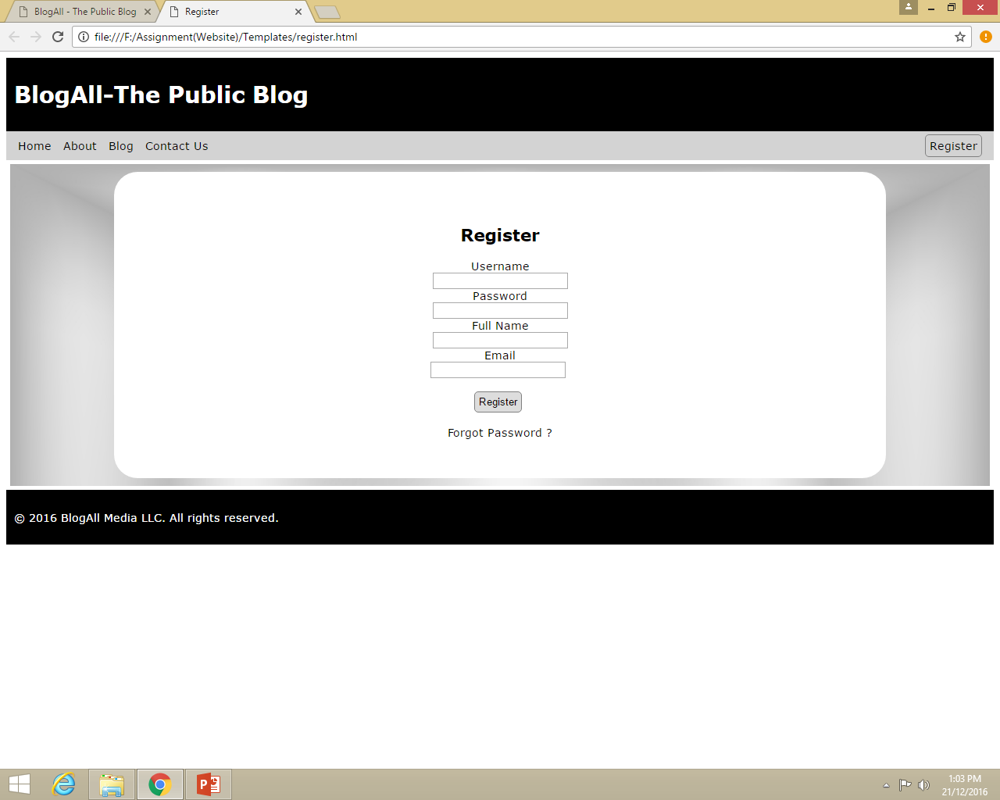 BlogAll - The Public Blog
Register
file:///F:/Assignment(Website)/Templates/register.html
BlogAll-The Public Blog
Home About Blog Contact Us Register
Register
Username
Password
Full Name
Email
Register
Forgot Password ?
© 2016 BlogAll Media LLC. All rights reserved.
1:03 PM
21/12/2016